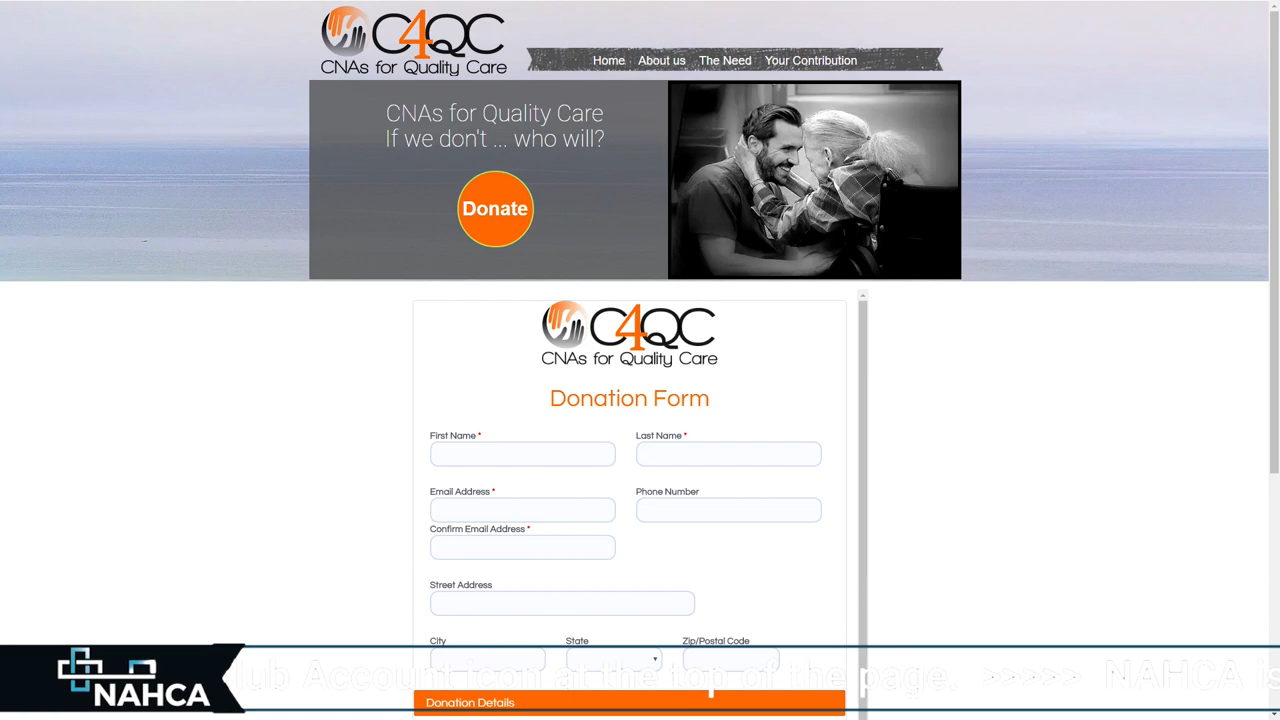 C4QC
CNAs for Quality Care
Home About us The Need Your Contribution
CNAs for Quality Care
If we don't ... who will?
Donate
C4QC
CNAs for Quality Care
Donation Form
First Name * Last Name *
Email Address * Phone Number
Confirm Email Address *
Street Address
City State Zip/Postal Code
NAHCA
Account icon at the top of the page. >>>>> NAHCA is
Donation Details